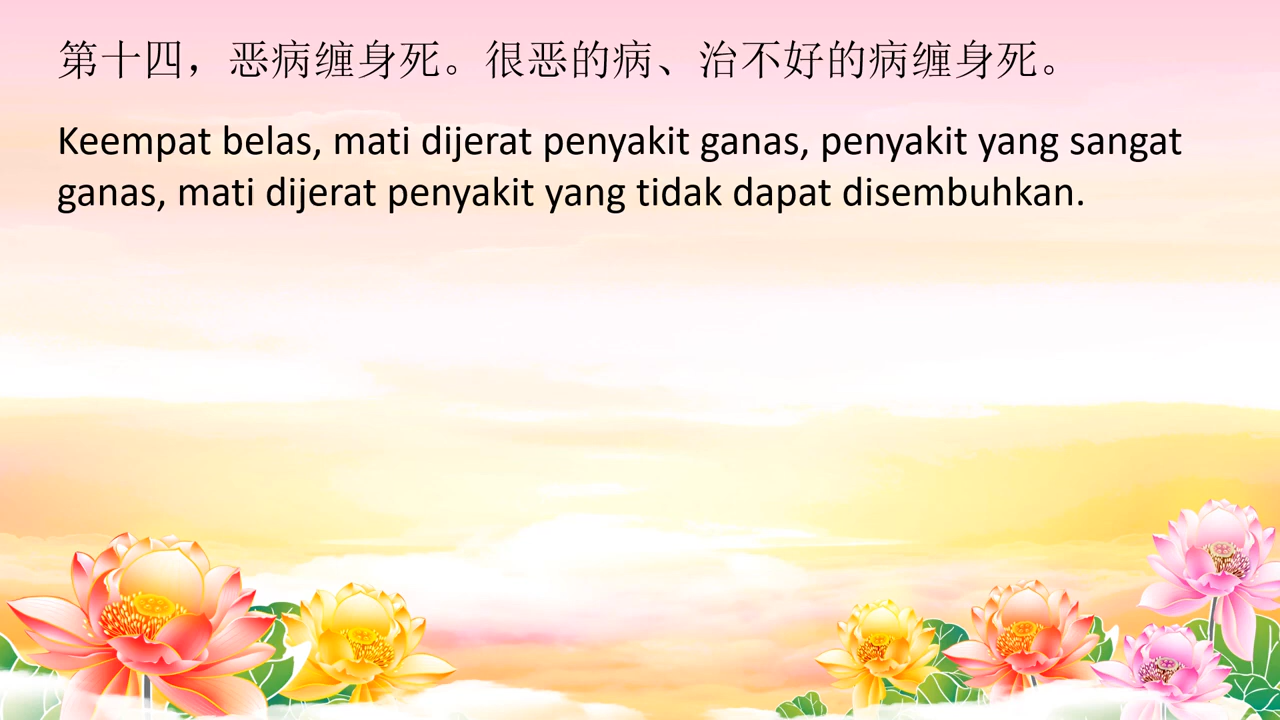 第十四，恶病缠身死。很恶的病、治不好的病缠身死。
Keempat belas, mati dijerat penyakit ganas, penyakit yang sangat
ganas, mati dijerat penyakit yang tidak dapat disembuhkan.